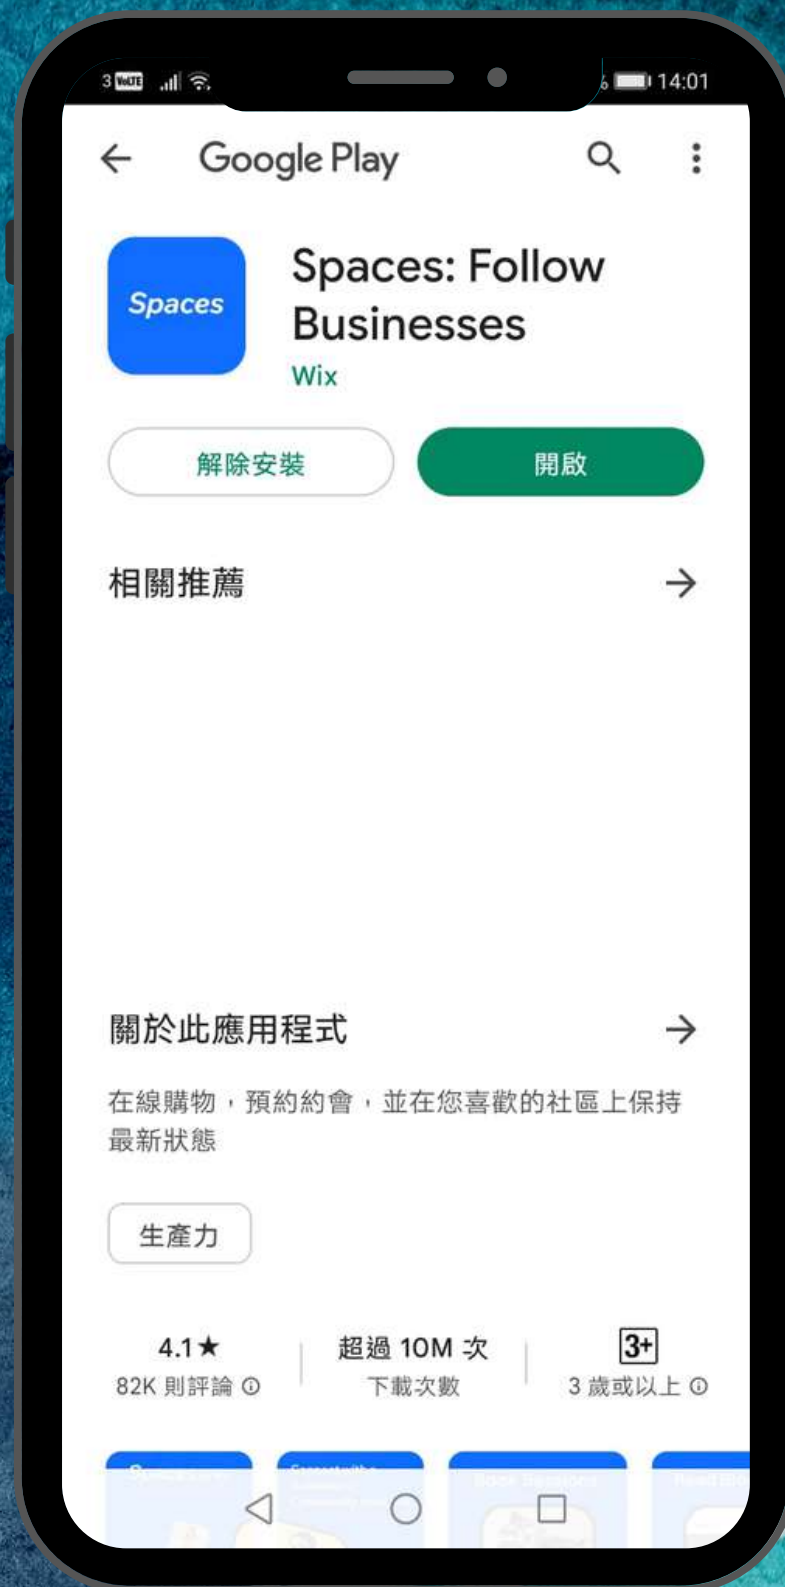 3 VoLTE 14:01
Google Play
Spaces
Spaces: Follow
Businesses
Wix
解除安裝
開啟
相關推薦
關於此應用程式
在線購物，預約約會，並在您喜歡的社區上保持
最新狀態
生產力
4.1★
82K 則評論
超過 10M 次
下載次數
3+
3 歲或以上